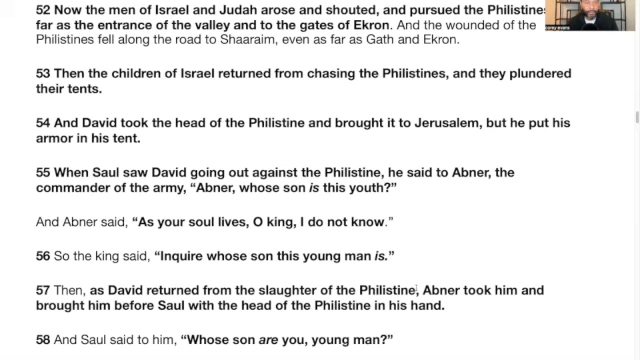 52 Now the men of Israel and Judah arose and shouted, and pursued the Philistines
far as the entrance of the valley and to the gates of Ekron. And the wounded of the
Philistines fell along the road to Shaaraim, even as far as Gath and Ekron.
53 Then the children of Israel returned from chasing the Philistines, and they plundered
their tents.
54 And David took the head of the Philistine and brought it to Jerusalem, but he put his
armor in his tent.
55 When Saul saw David going out against the Philistine, he said to Abner, the
commander of the army, “Abner, whose son is this youth?”
And Abner said, “As your soul lives, O king, I do not know.”
56 So the king said, “Inquire whose son this young man is.”
57 Then, as David returned from the slaughter of the Philistine, Abner took him and
brought him before Saul with the head of the Philistine in his hand.
58 And Saul said to him, “Whose son are you, young man?”